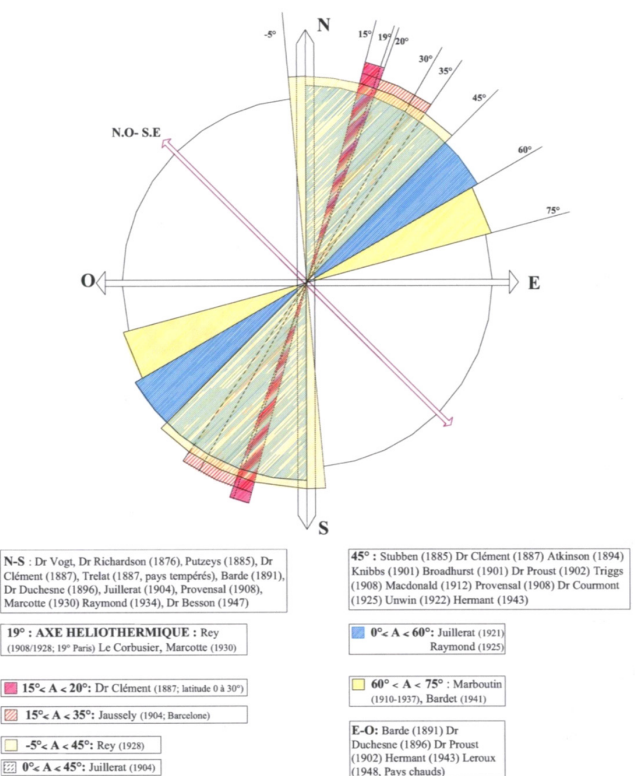 N
-5°
15°
19°
20°
30°
35°
45°
60°
75°
N.O- S.E
O
E
S
N-S : Dr Vogt, Dr Richardson (1876), Putzeys (1885), Dr
Clément (1887), Trelat (1887, pays tempérés), Barde (1891),
Dr Duchesne (1896), Juillerat (1904), Provensal (1908),
Marcotte (1930) Raymond (1934), Dr Besson (1947)
19° : AXE HELIOTHERMIQUE : Rey
(1908/1928; 19° Paris) Le Corbusier, Marcotte (1930)
15°< A < 20°: Dr Clément (1887; latitude 0 à 30°)
15°< A < 35°: Jaussely (1904; Barcelone)
-5°< A < 45°: Rey (1928)
0°< A < 45°: Juillerat (1904)
45° : Stubben (1885) Dr Clément (1887) Atkinson (1894)
Knibbs (1901) Broadhurst (1901) Dr Proust (1902) Triggs
(1908) Macdonald (1912) Provensal (1908) Dr Courmont
(1925) Unwin (1922) Hermant (1943)
0°< A < 60°: Juillerat (1921)
Raymond (1925)
60° < A < 75° : Marboutin
(1910-1937), Bardet (1941)
E-O: Barde (1891) Dr
Duchesne (1896) Dr Proust
(1902) Hermant (1943) Leroux
(1948, Pays chauds)